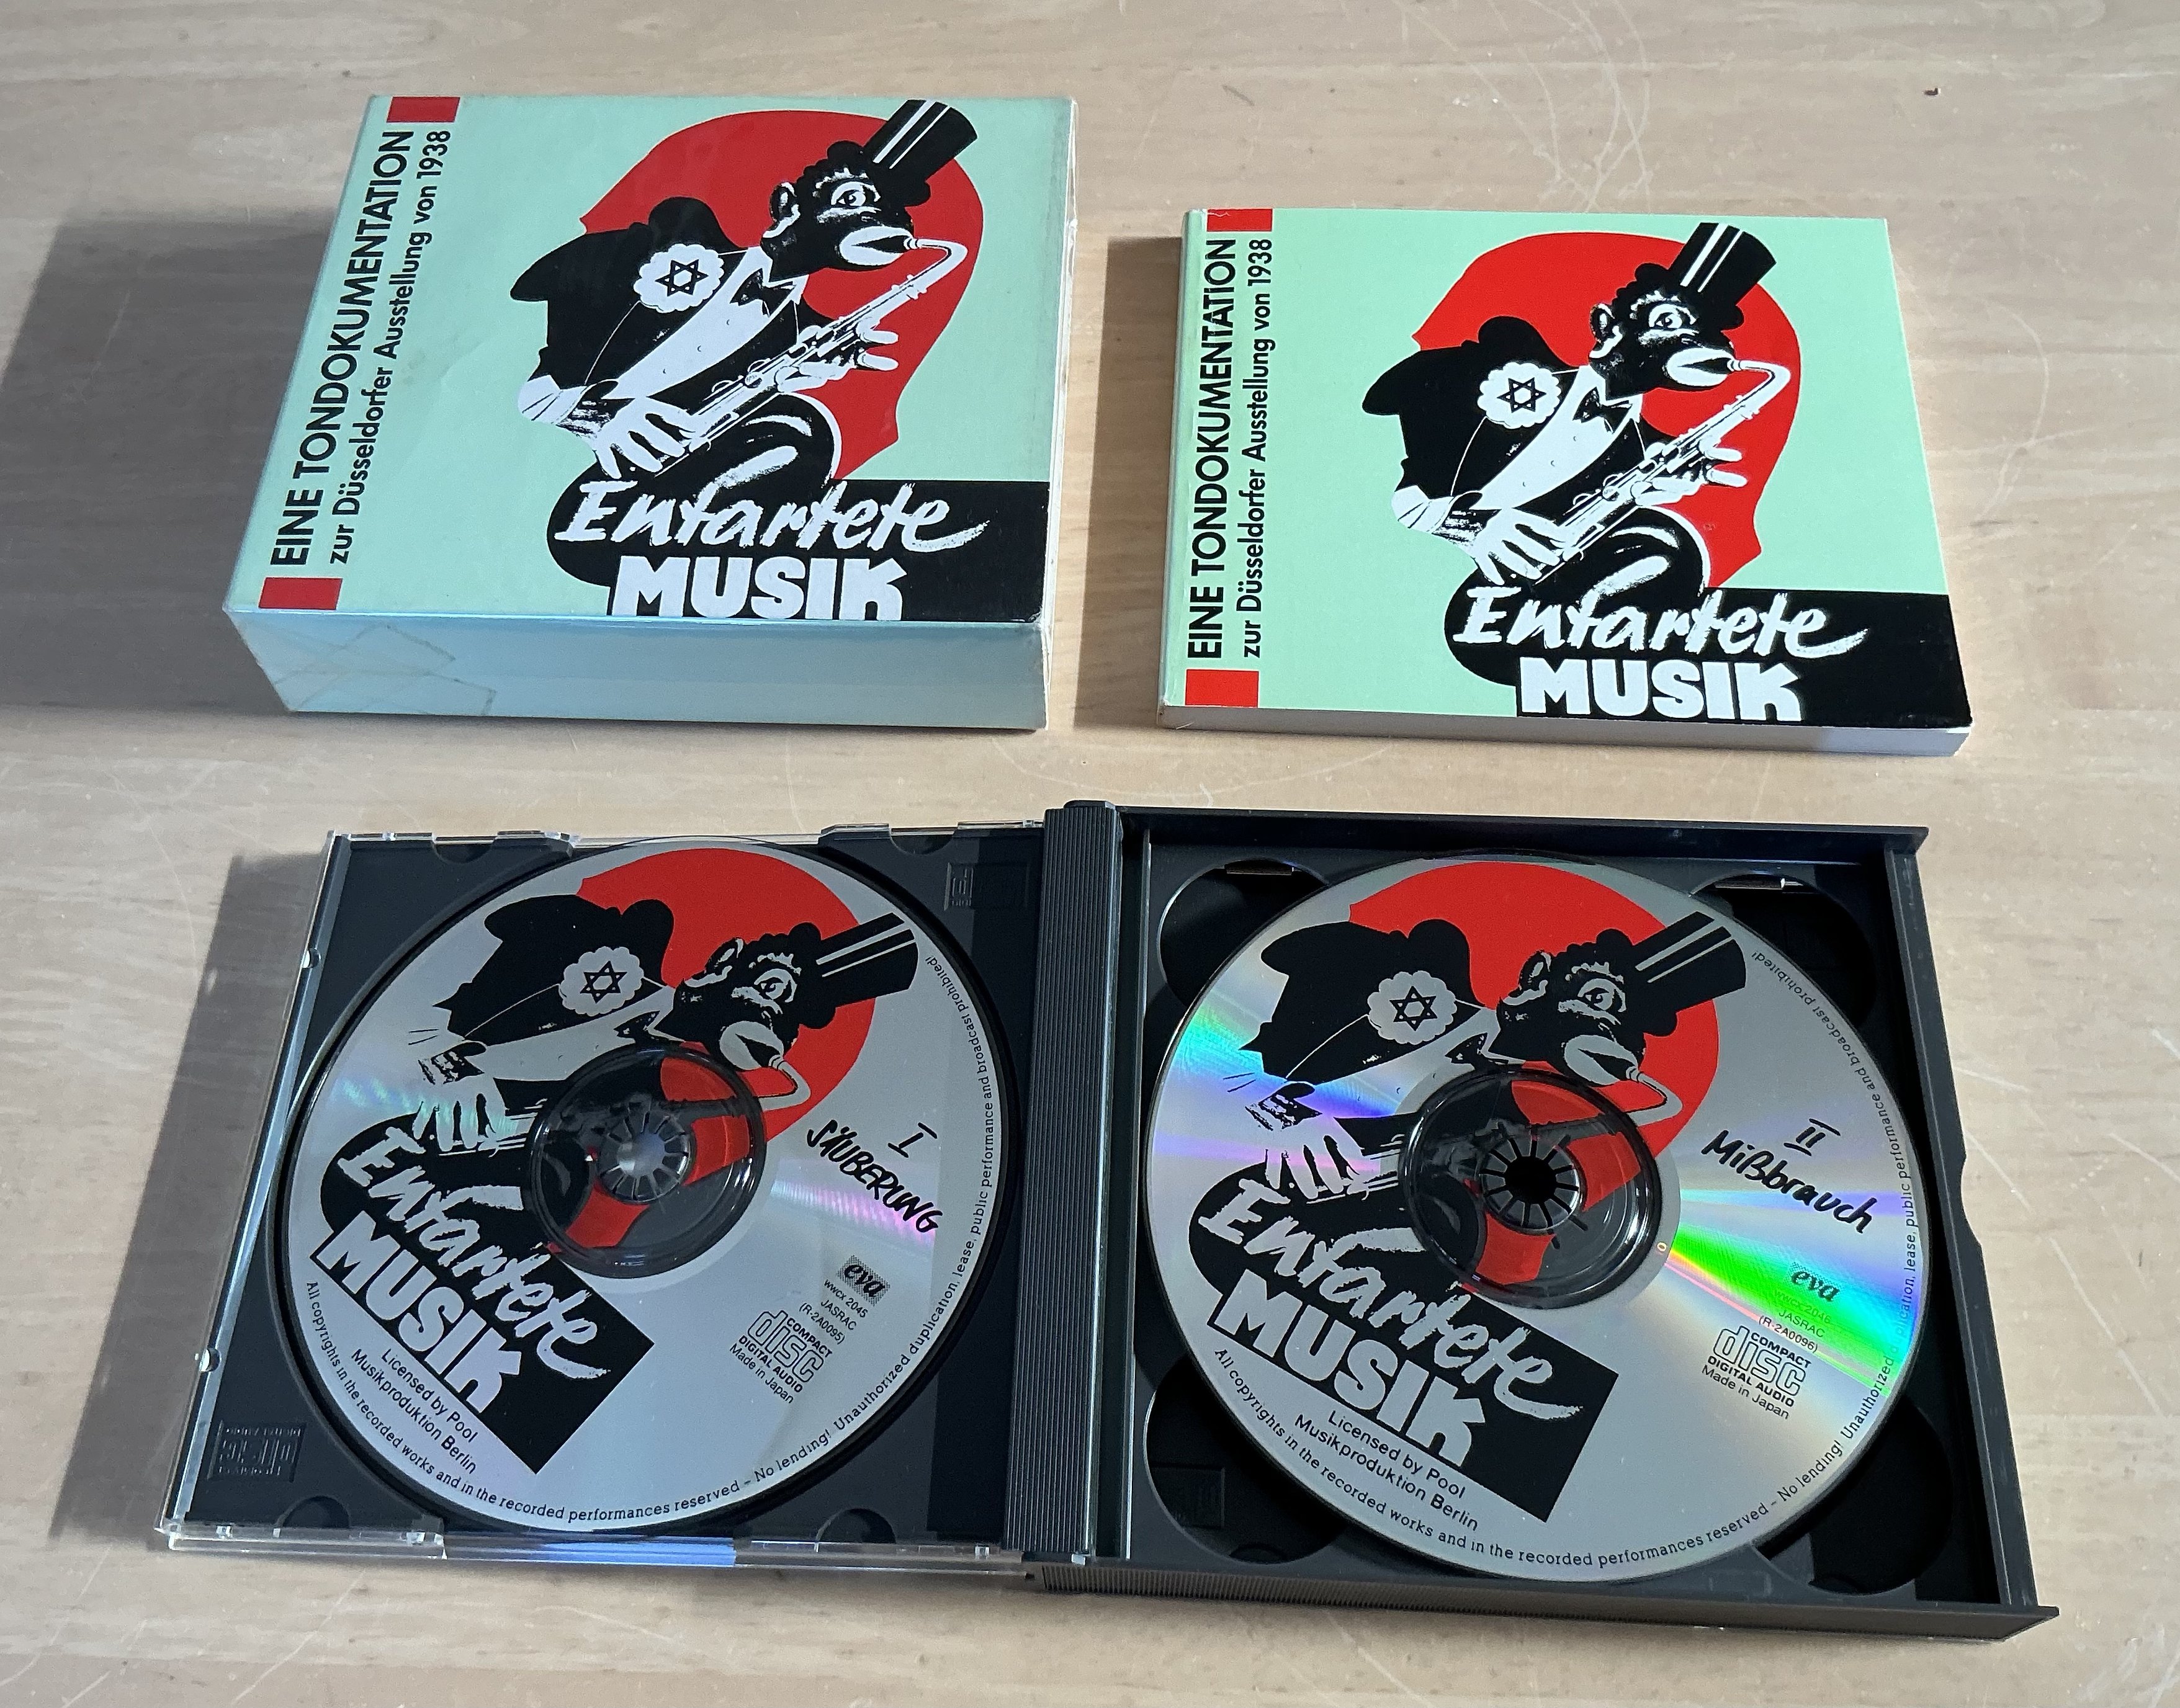 EINE TONDOKUMENTATION
zur Düsseldorfer Ausstellung von 1938
Entartete
MUSIK
EINE TONDOKUMENTATION
zur Düsseldorfer Ausstellung von 1938
Entartete
MUSIK
I
SÄUBERUNG
eva
wwcx 2045
JASRAC
(R-2A0095)
COMPACT
disc
DIGITAL AUDIO
Made in Japan
Entartete
MUSIK
Licensed by Pool
Musikproduktion Berlin
All copyrights in the recorded works and in the recorded performances reserved – No lending! Unauthorized duplication, lease, public performance and broadcast prohibited!
II
Mißbrauch
eva
wwcx 2046
JASRAC
(R-2A0096)
COMPACT
disc
DIGITAL AUDIO
Made in Japan
Entartete
MUSIK
Licensed by Pool
Musikproduktion Berlin
All copyrights in the recorded works and in the recorded performances reserved – No lending! Unauthorized duplication, lease, public performance and broadcast prohibited!